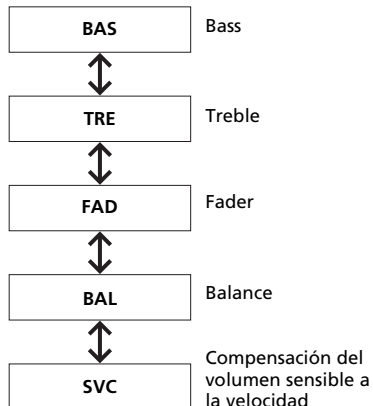 BAS Bass
TRE Treble
FAD Fader
BAL Balance
SVC Compensación del
volumen sensible a
la velocidad